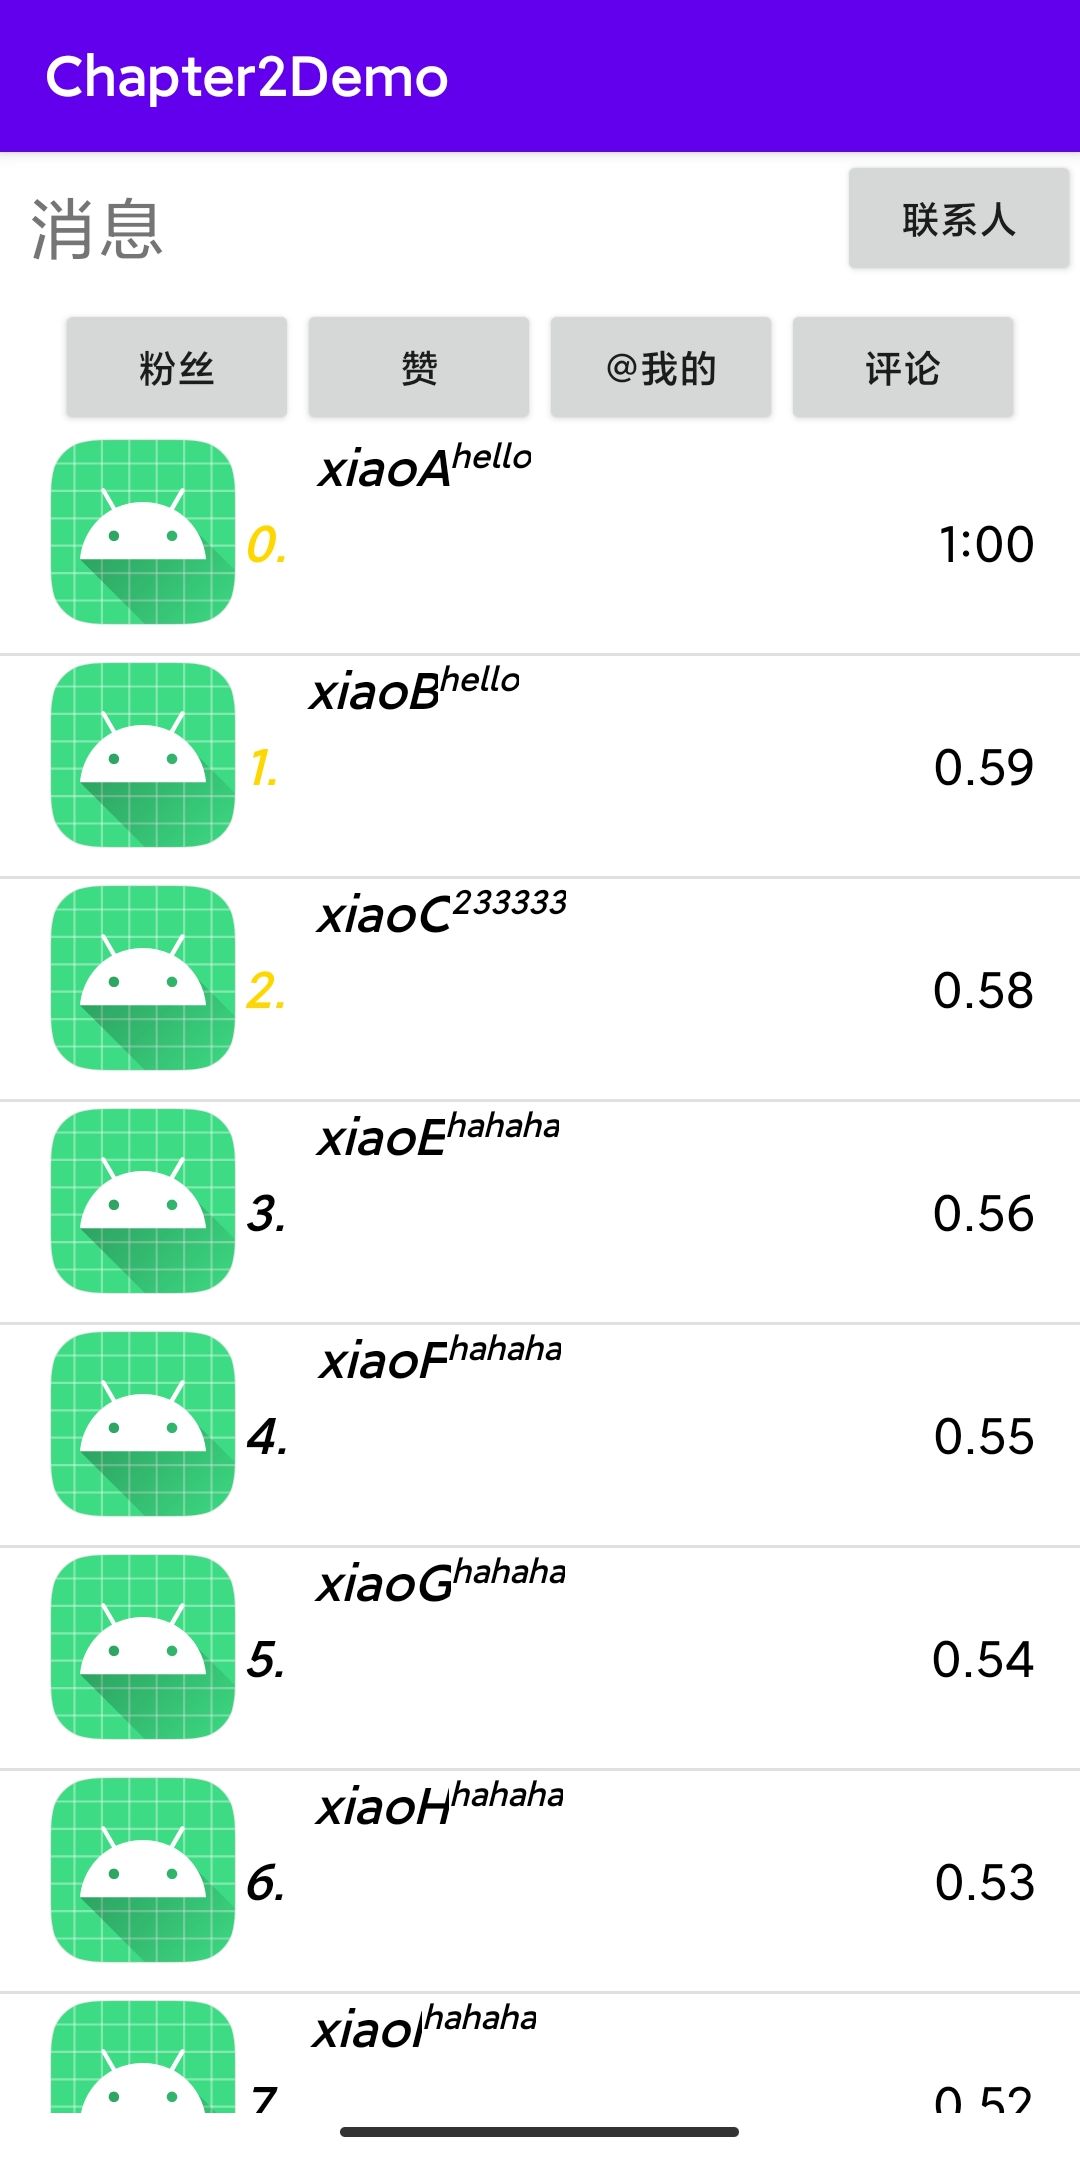 Chapter2Demo
消息
联系人
粉丝 赞 @我的 评论
xiaoA hello
0. 1:00
xiaoB hello
1. 0.59
xiaoC 233333
2. 0.58
xiaoE hahaha
3. 0.56
xiaoF hahaha
4. 0.55
xiaoG hahaha
5. 0.54
xiaoH hahaha
6. 0.53
xiaoI hahaha
7 0.52